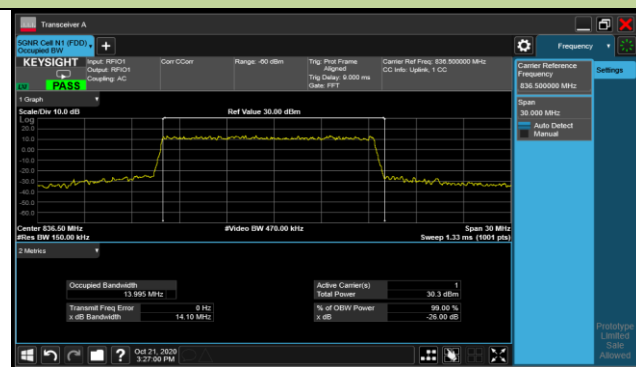 Transceiver A
5GNR Cell N1 (FDD)
Occupied BW
Frequency
KEYSIGHT
Input: RFIO1
Output: RFIO1
Coupling: AC
Corr CCorr
Range: -60 dBm
Trig: Prot Frame
Aligned
Trig Delay: 9.000 ms
Gate: FFT
Carrier Ref Freq: 836.500000 MHz
CC Info: Uplink, 1 CC
LVI PASS
Carrier Reference
Frequency
836.500000 MHz
Settings
Span
30.000 MHz
Auto Detect
Manual
1 Graph
Scale/Div 10.0 dB
Ref Value 30.00 dBm
Log
20.0
10.0
0.00
-10.0
-20.0
-30.0
-40.0
-50.0
-60.0
Center 836.50 MHz
#Video BW 470.00 kHz
Span 30 MHz
#Res BW 150.00 kHz
Sweep 1.33 ms (1001 pts)
2 Metrics
Occupied Bandwidth
13.995 MHz
Active Carrier(s) 1
Total Power 30.3 dBm
Transmit Freq Error 0 Hz
x dB Bandwidth 14.10 MHz
% of OBW Power 99.00 %
x dB -26.00 dB
Prototype
Limited
Sale
Allowed
?
Oct 21, 2020
3:27:00 PM